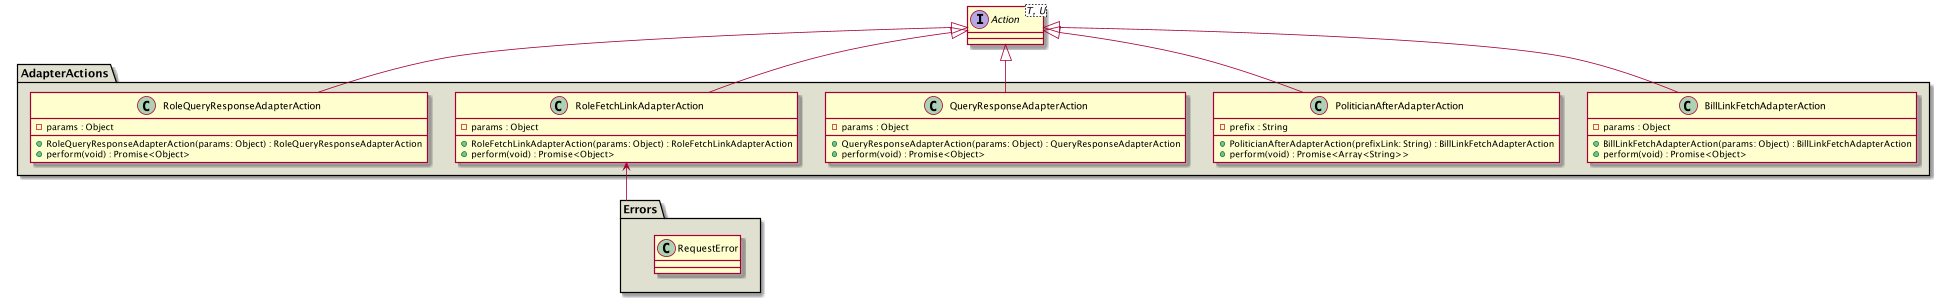 I Action T, U
AdapterActions
C RoleQueryResponseAdapterAction
params : Object
RoleQueryResponseAdapterAction(params: Object) : RoleQueryResponseAdapterAction
perform(void) : Promise<Object>
C RoleFetchLinkAdapterAction
params : Object
RoleFetchLinkAdapterAction(params: Object) : RoleFetchLinkAdapterAction
perform(void) : Promise<Object>
C QueryResponseAdapterAction
params : Object
QueryResponseAdapterAction(params: Object) : QueryResponseAdapterAction
perform(void) : Promise<Object>
C PoliticianAfterAdapterAction
prefix : String
PoliticianAfterAdapterAction(prefixLink: String) : BillLinkFetchAdapterAction
perform(void) : Promise<Array<String>>
C BillLinkFetchAdapterAction
params : Object
BillLinkFetchAdapterAction(params: Object) : BillLinkFetchAdapterAction
perform(void) : Promise<Object>
Errors
C RequestError